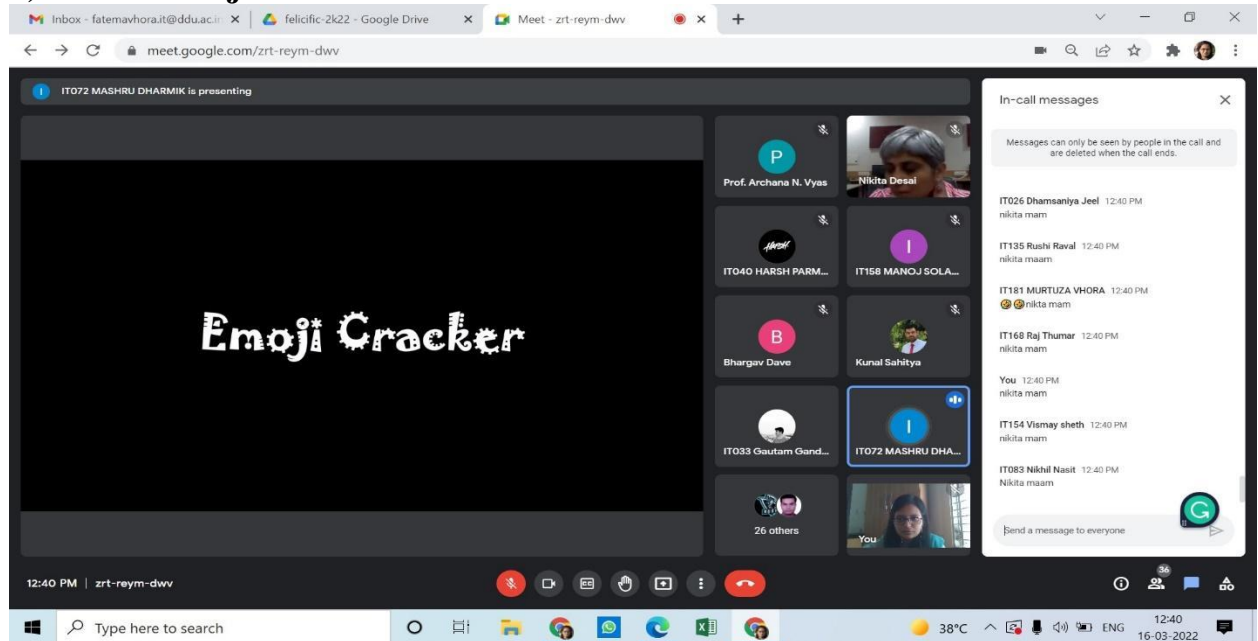 Inbox - fatemavhora.it@ddu.ac.in
felicific-2k22 - Google Drive
Meet - zrt-reym-dwv
meet.google.com/zrt-reym-dwv
IT072 MASHRU DHARMIK is presenting
Emoji Cracker
P
Prof. Archana N. Vyas
Nikita Desai
HARSH
IT040 HARSH PARM...
I
IT158 MANOJ SOLA...
B
Bhargav Dave
Kunal Sahitya
IT033 Gautam Gand...
I
IT072 MASHRU DHA...
26 others
You
In-call messages
Messages can only be seen by people in the call and
are deleted when the call ends.
IT026 Dhamsaniya Jeel 12:40 PM
nikita mam
IT135 Rushi Raval 12:40 PM
nikita maam
IT181 MURTUZA VHORA 12:40 PM
🤣🤣nikta mam
IT168 Raj Thumar 12:40 PM
nikita mam
You 12:40 PM
nikita mam
IT154 Vismay sheth 12:40 PM
nikita mam
IT083 Nikhil Nasit 12:40 PM
Nikita maam
Send a message to everyone
12:40 PM | zrt-reym-dwv
36
Type here to search
38°C
ENG
12:40
16-03-2022